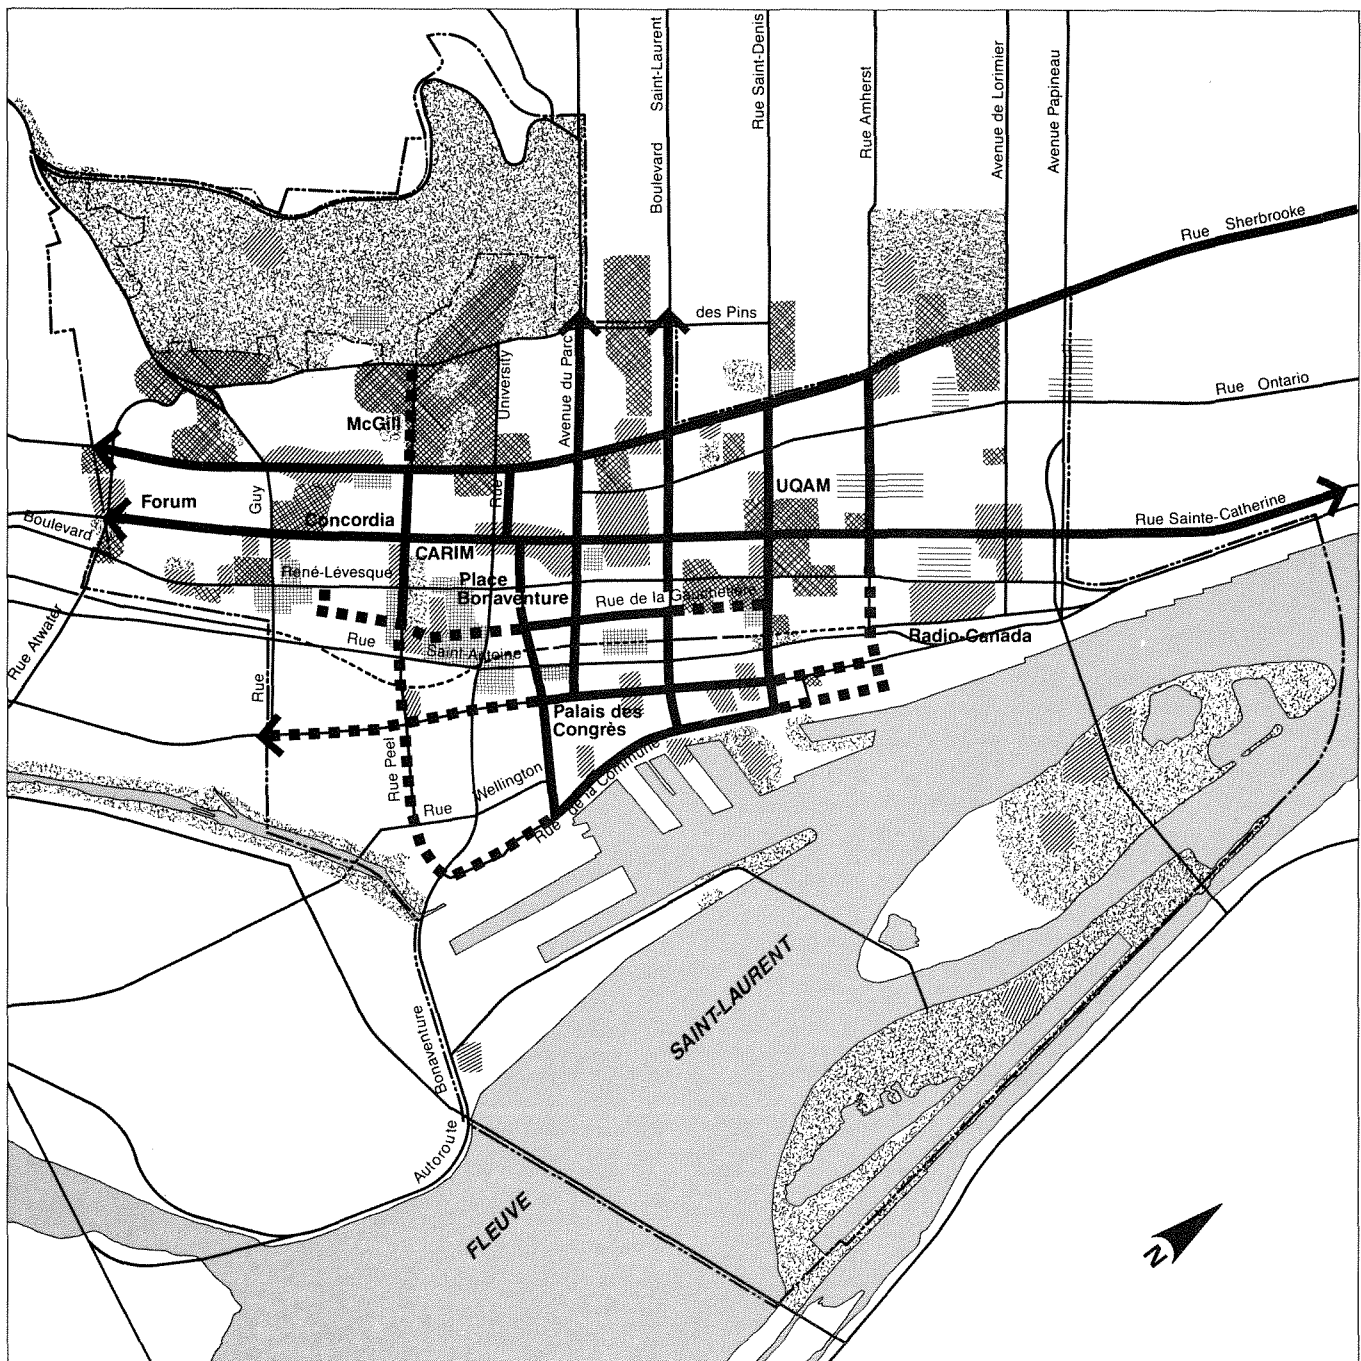 Boulevard Saint-Laurent
Rue Saint-Denis
Rue Amherst
Avenue de Lorimier
Avenue Papineau
Rue Sherbrooke
des Pins
University
Rue
Avenue du Parc
Rue Ontario
McGill
Guy
Rue
Forum
UQAM
Concordia
Rue Sainte-Catherine
Boulevard
René-Lévesque
CARIM
Place
Bonaventure
Rue de la Gauchetière
Rue Atwater
Rue
Saint-Antoine
Radio-Canada
Palais des
Congrès
Rue Peel
Rue Wellington
Rue de la Commune
SAINT-LAURENT
Autoroute Bonaventure
FLEUVE
N